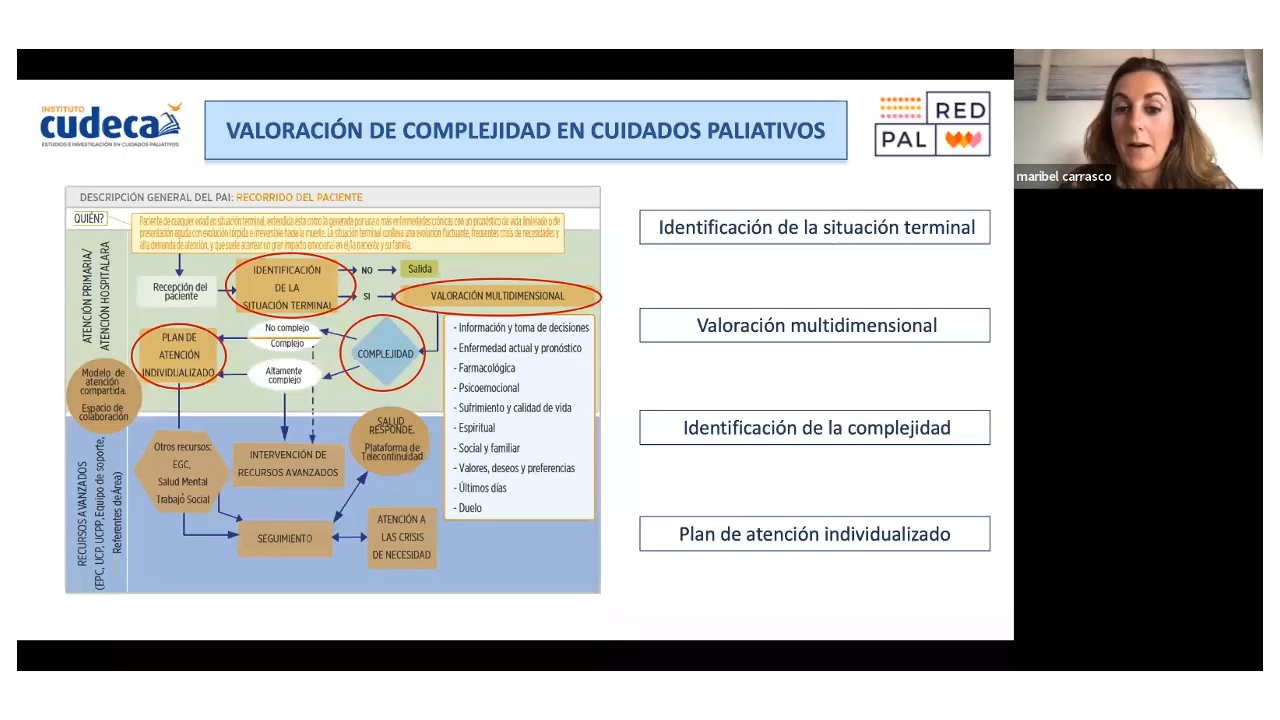 INSTITUTO
cudeca
ESTUDIOS E INVESTIGACIÓN EN CUIDADOS PALIATIVOS
VALORACIÓN DE COMPLEJIDAD EN CUIDADOS PALIATIVOS
RED
PAL
maribel carrasco
DESCRIPCIÓN GENERAL DEL PAI: RECORRIDO DEL PACIENTE
QUIÉN?
Paciente de cualquier edad en situación terminal, entendida ésta como la generada por una o más enfermedades crónicas con un pronóstico de vida limitado o de
presentación aguda con evolución tórpida e irreversible hacia la muerte. La situación terminal conlleva una evolución fluctuante, frecuentes crisis de necesidades y
alta demanda de atención, y que suele acarrear un gran impacto emocional en el/la paciente y su familia.
ATENCIÓN PRIMARIA/
ATENCIÓN HOSPITALARA
Recepción del
paciente
IDENTIFICACIÓN
DE LA
SITUACIÓN TERMINAL
NO
Salida
SI
VALORACIÓN MULTIDIMENSIONAL
- Información y toma de decisiones
- Enfermedad actual y pronóstico
- Farmacológica
- Psicoemocional
- Sufrimiento y calidad de vida
- Espiritual
- Social y familiar
- Valores, deseos y preferencias
- Últimos días
- Duelo
COMPLEJIDAD
No complejo
Complejo
Altamente
complejo
PLAN DE
ATENCIÓN
INDIVIDUALIZADO
Modelo de
atención
compartida.
Espacio de
colaboración
RECURSOS AVANZADOS
(EPC, UCP, UCPP, Equipo de soporte,
Referentes de Área)
Otros recursos:
EGC,
Salud Mental
Trabajó Social
INTERVENCIÓN DE
RECURSOS AVANZADOS
SALUD
RESPONDE.
Plataforma de
Telecontinuidad
SEGUIMIENTO
ATENCIÓN A
LAS CRISIS
DE NECESIDAD
Identificación de la situación terminal
Valoración multidimensional
Identificación de la complejidad
Plan de atención individualizado